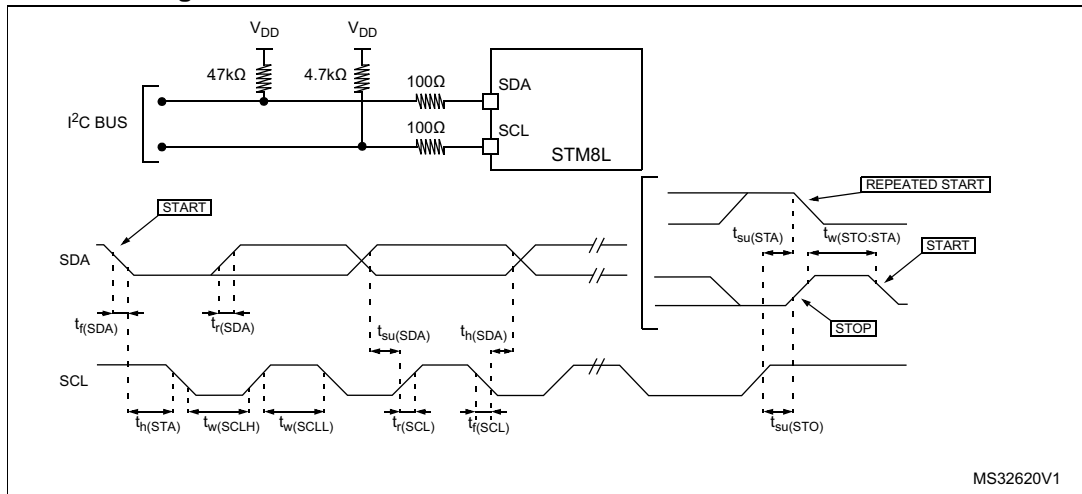 V_DD V_DD
47kΩ 4.7kΩ 100Ω
SDA
I²C BUS
100Ω
SCL
STM8L
REPEATED START
START
t_su(STA) t_w(STO:STA)
START
SDA
t_f(SDA) t_r(SDA) t_su(SDA) t_h(SDA)
STOP
SCL
t_h(STA) t_w(SCLH) t_w(SCLL) t_r(SCL) t_f(SCL) t_su(STO)
MS32620V1